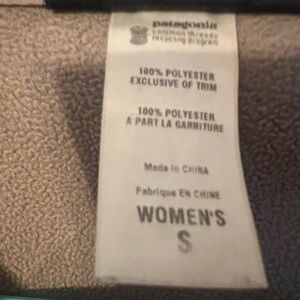 patagonia
common threads
recycling program
100% POLYESTER
EXCLUSIVE OF TRIM
100% POLYESTER
A PART LA GARNITURE
Made in CHINA
Fabrique EN CHINE
WOMEN'S
S